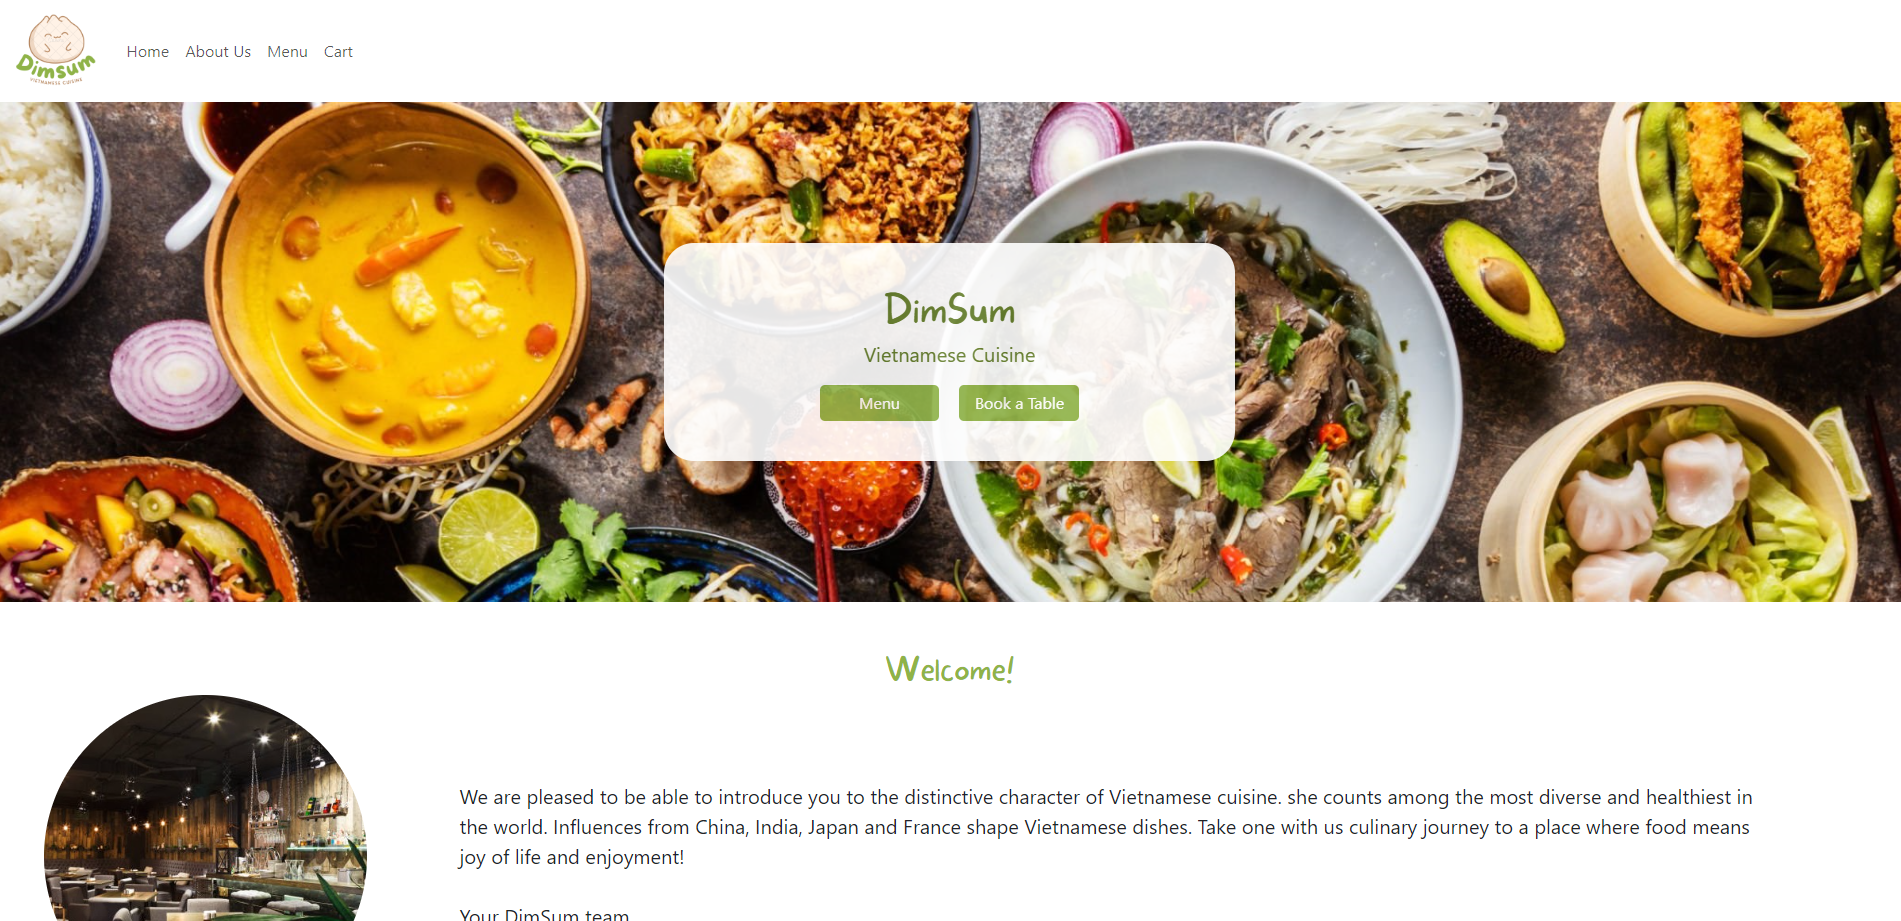 Dimsum
VIETNAMESE CUISINE
Home About Us Menu Cart
DimSum
Vietnamese Cuisine
Menu Book a Table
Welcome!
We are pleased to be able to introduce you to the distinctive character of Vietnamese cuisine. she counts among the most diverse and healthiest in
the world. Influences from China, India, Japan and France shape Vietnamese dishes. Take one with us culinary journey to a place where food means
joy of life and enjoyment!
Your DimSum team